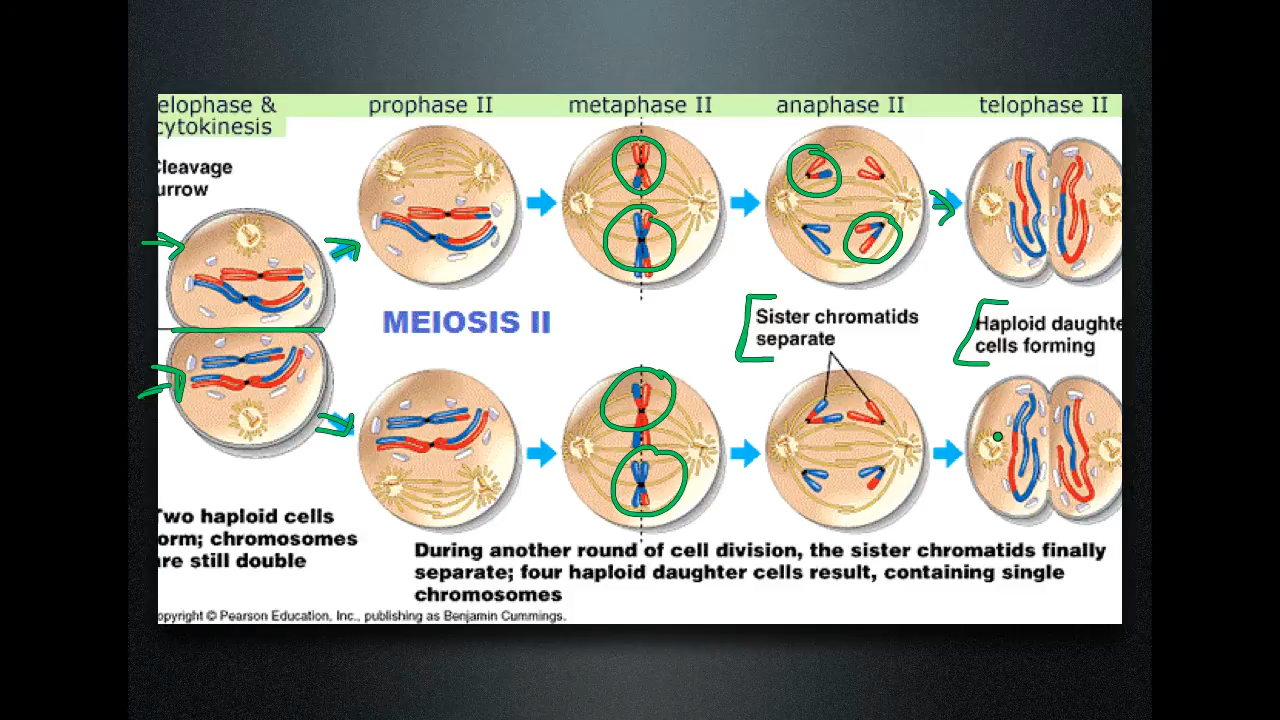 elophase &
cytokinesis
prophase II
metaphase II
anaphase II
telophase II
Cleavage
urrow
MEIOSIS II
Sister chromatids
separate
Haploid daughte
cells forming
Two haploid cells
orm; chromosomes
are still double
During another round of cell division, the sister chromatids finally
separate; four haploid daughter cells result, containing single
chromosomes
opyright © Pearson Education, Inc., publishing as Benjamin Cummings.